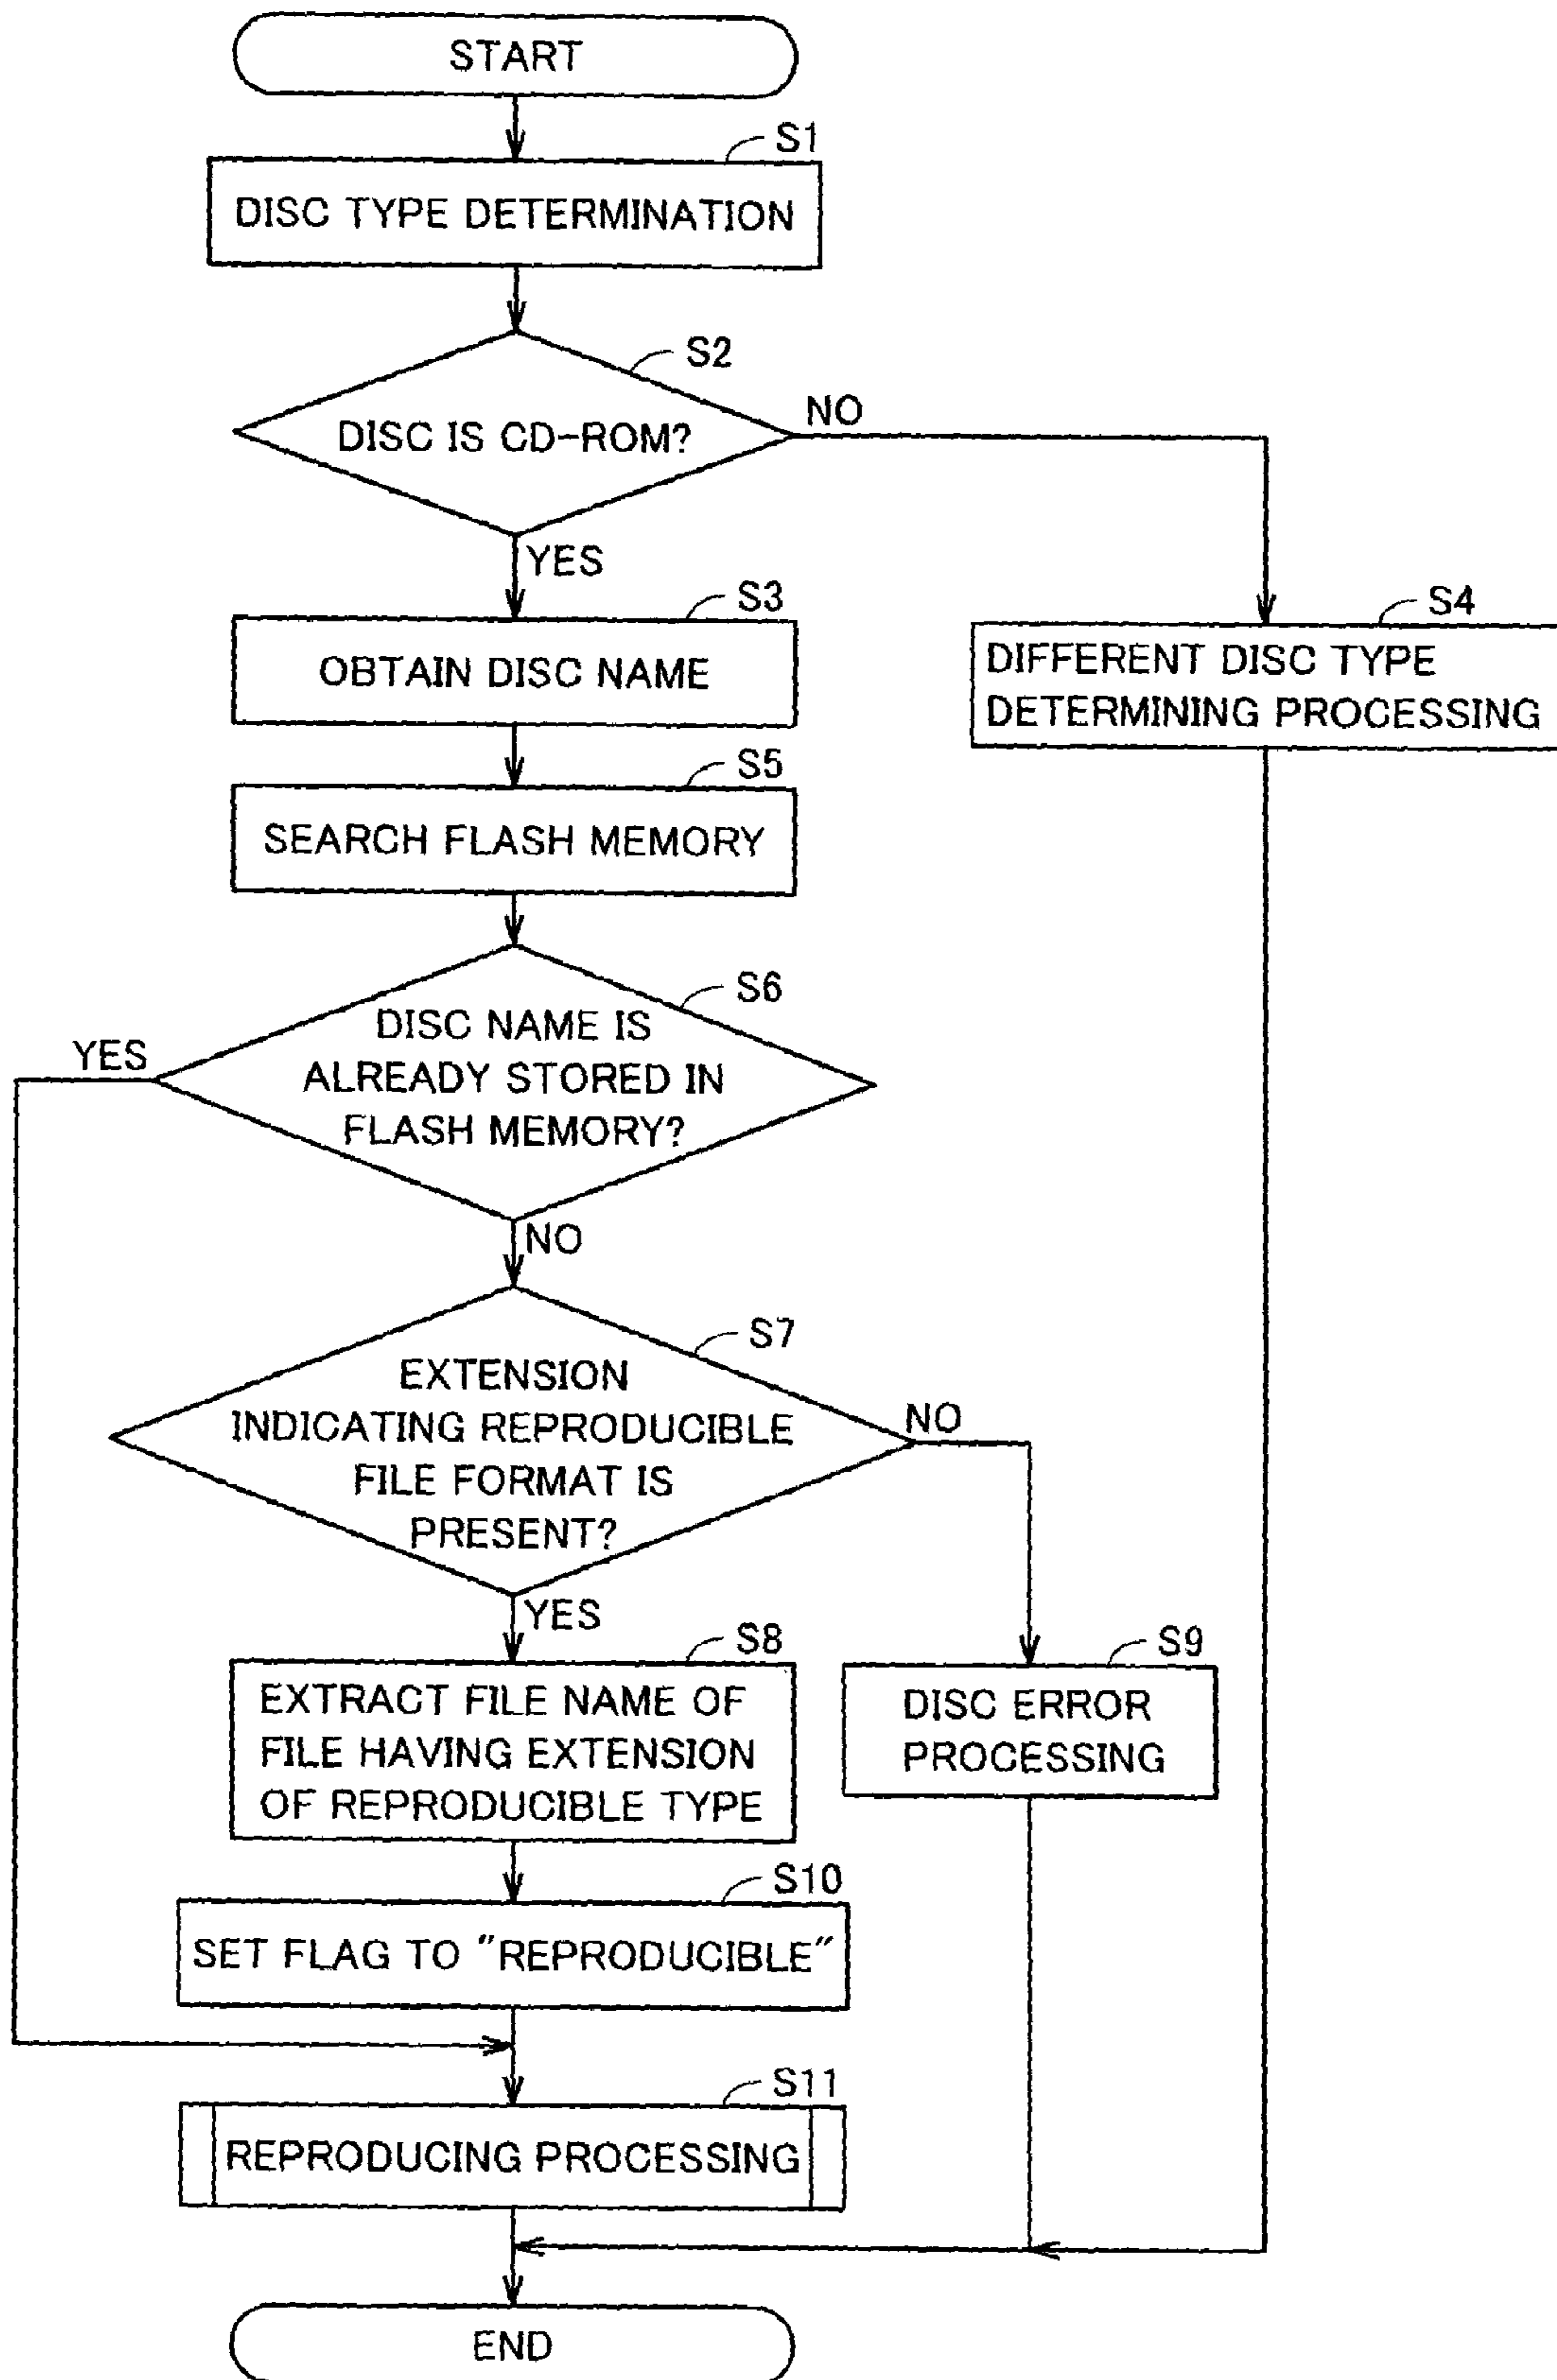 START
S1
DISC TYPE DETERMINATION
S2
DISC IS CD-ROM?
NO
YES
S3
OBTAIN DISC NAME
S4
DIFFERENT DISC TYPE
DETERMINING PROCESSING
S5
SEARCH FLASH MEMORY
S6
DISC NAME IS
ALREADY STORED IN
FLASH MEMORY?
YES
NO
S7
EXTENSION
INDICATING REPRODUCIBLE
FILE FORMAT IS
PRESENT?
NO
YES
S8
EXTRACT FILE NAME OF
FILE HAVING EXTENSION
OF REPRODUCIBLE TYPE
S9
DISC ERROR
PROCESSING
S10
SET FLAG TO "REPRODUCIBLE"
S11
REPRODUCING PROCESSING
END